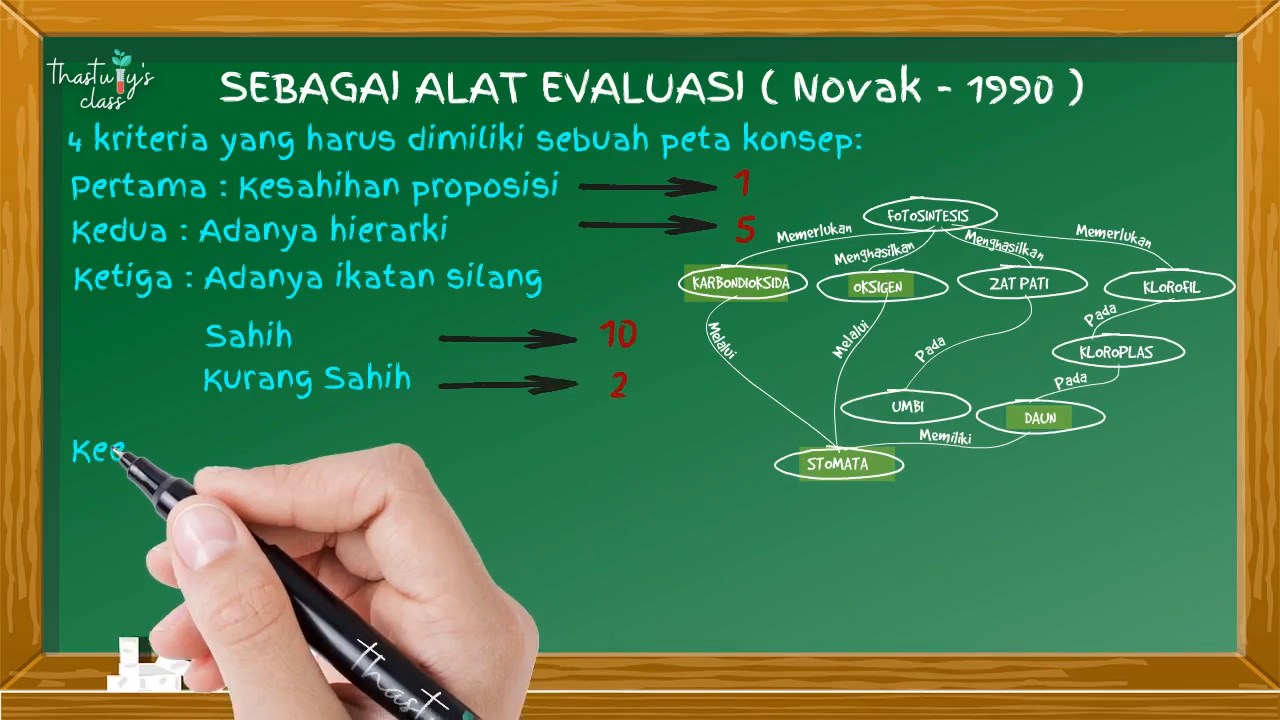 thastuty's
class
SEBAGAI ALAT EVALUASI ( Novak - 1990 )
4 kriteria yang harus dimiliki sebuah peta konsep:
Pertama : Kesahihan proposisi 1
Kedua : Adanya hierarki 5
Ketiga : Adanya ikatan silang
Sahih 10
Kurang Sahih 2
Kee
FOTOSINTESIS
Memerlukan
Menghasilkan
Menghasilkan
Memerlukan
KARBONDIOKSIDA
OKSIGEN
ZAT PATI
KLOROFIL
Melalui
Melalui
Pada
Pada
KLOROPLAS
Pada
UMBI
DAUN
Memiliki
STOMATA
Thast